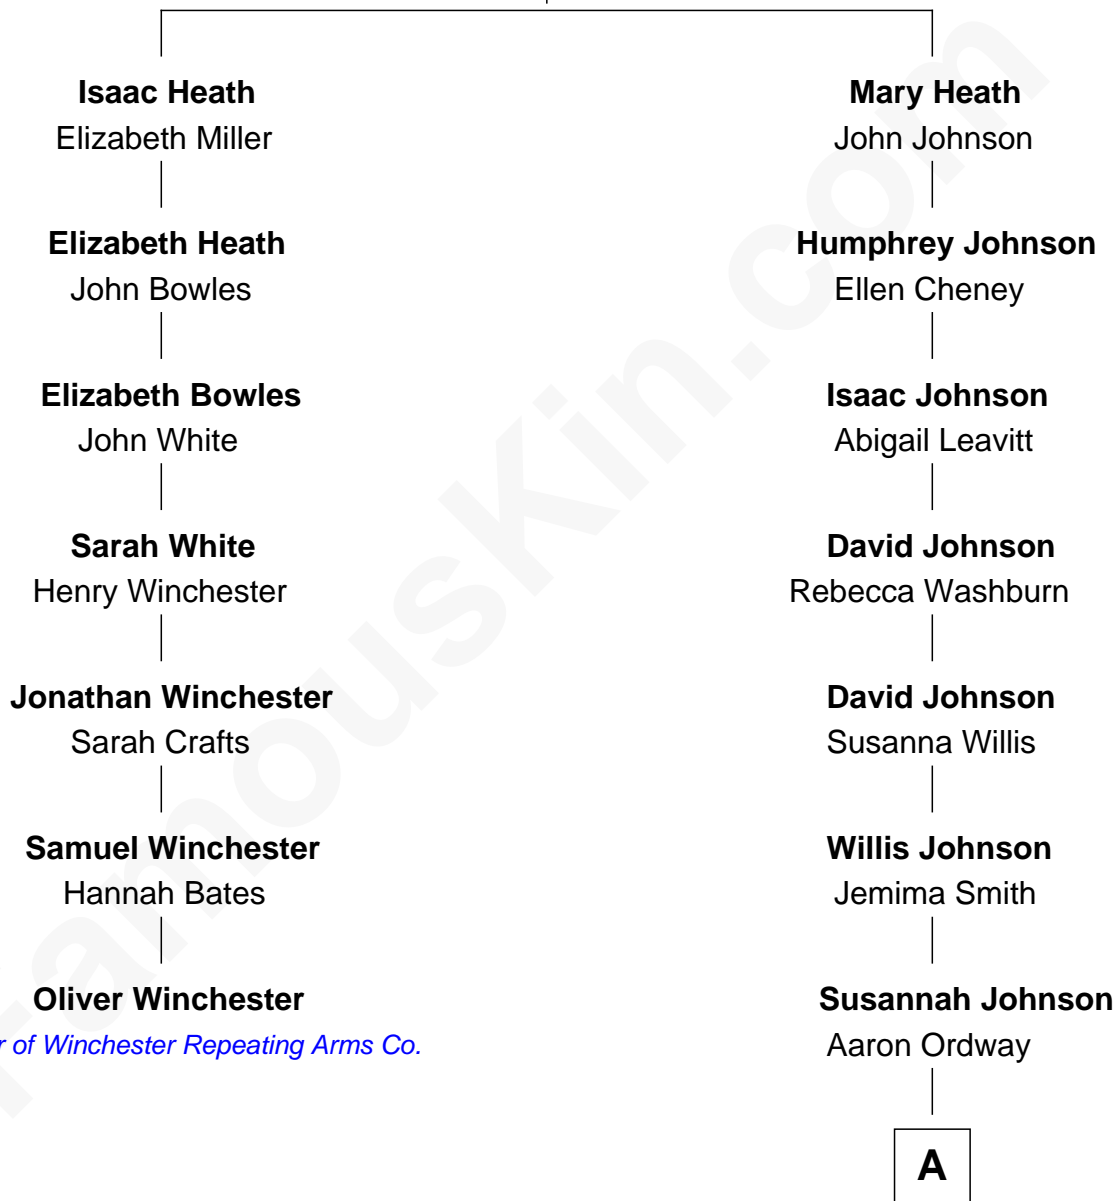 Isaac Heath
Elizabeth Miller
Elizabeth Heath
John Bowles
Elizabeth Bowles
John White
Sarah White
Henry Winchester
Jonathan Winchester
Sarah Crafts
Samuel Winchester
Hannah Bates
Oliver Winchester
of Winchester Repeating Arms Co.
Mary Heath
John Johnson
Humphrey Johnson
Ellen Cheney
Isaac Johnson
Abigail Leavitt
David Johnson
Rebecca Washburn
David Johnson
Susanna Willis
Willis Johnson
Jemima Smith
Susannah Johnson
Aaron Ordway
A
FamousKin.com